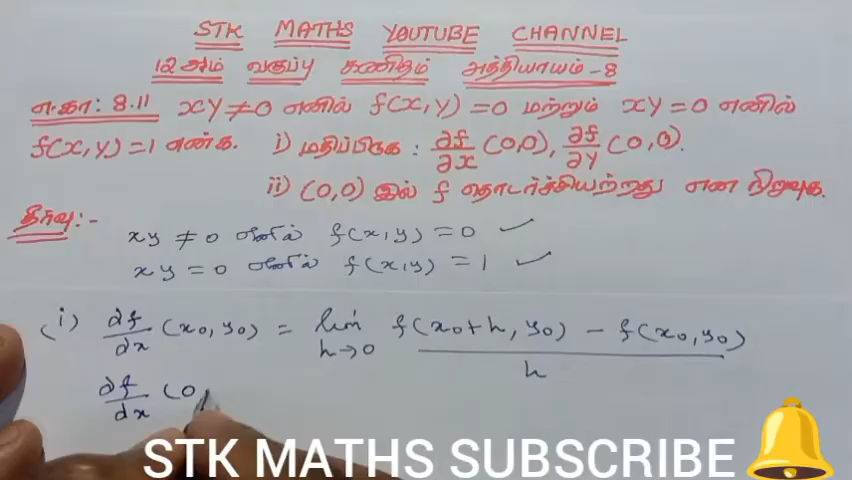 STK MATHS YOUTUBE CHANNEL
12ஆம் வகுப்பு கணிதம் அத்தியாயம் -8
எ.கா: 8.11 xy≠0 எனில் f(x,y)=0 மற்றும் xy=0 எனில்
f(x,y)=1 என்க. i) மதிப்பிடுக: ∂f/∂x (0,0), ∂f/∂y (0,0).
ii) (0,0) இல் f தொடர்ச்சியற்றது என நிறுவுக.
தீர்வு:-
xy ≠ 0 எனில் f(x,y) = 0 ✓
xy = 0 எனில் f(x,y) = 1 ✓
(i) ∂f/∂x (x₀, y₀) = lim h→0 f(x₀+h, y₀) - f(x₀, y₀) / h
∂f/∂x (0,
STK MATHS SUBSCRIBE